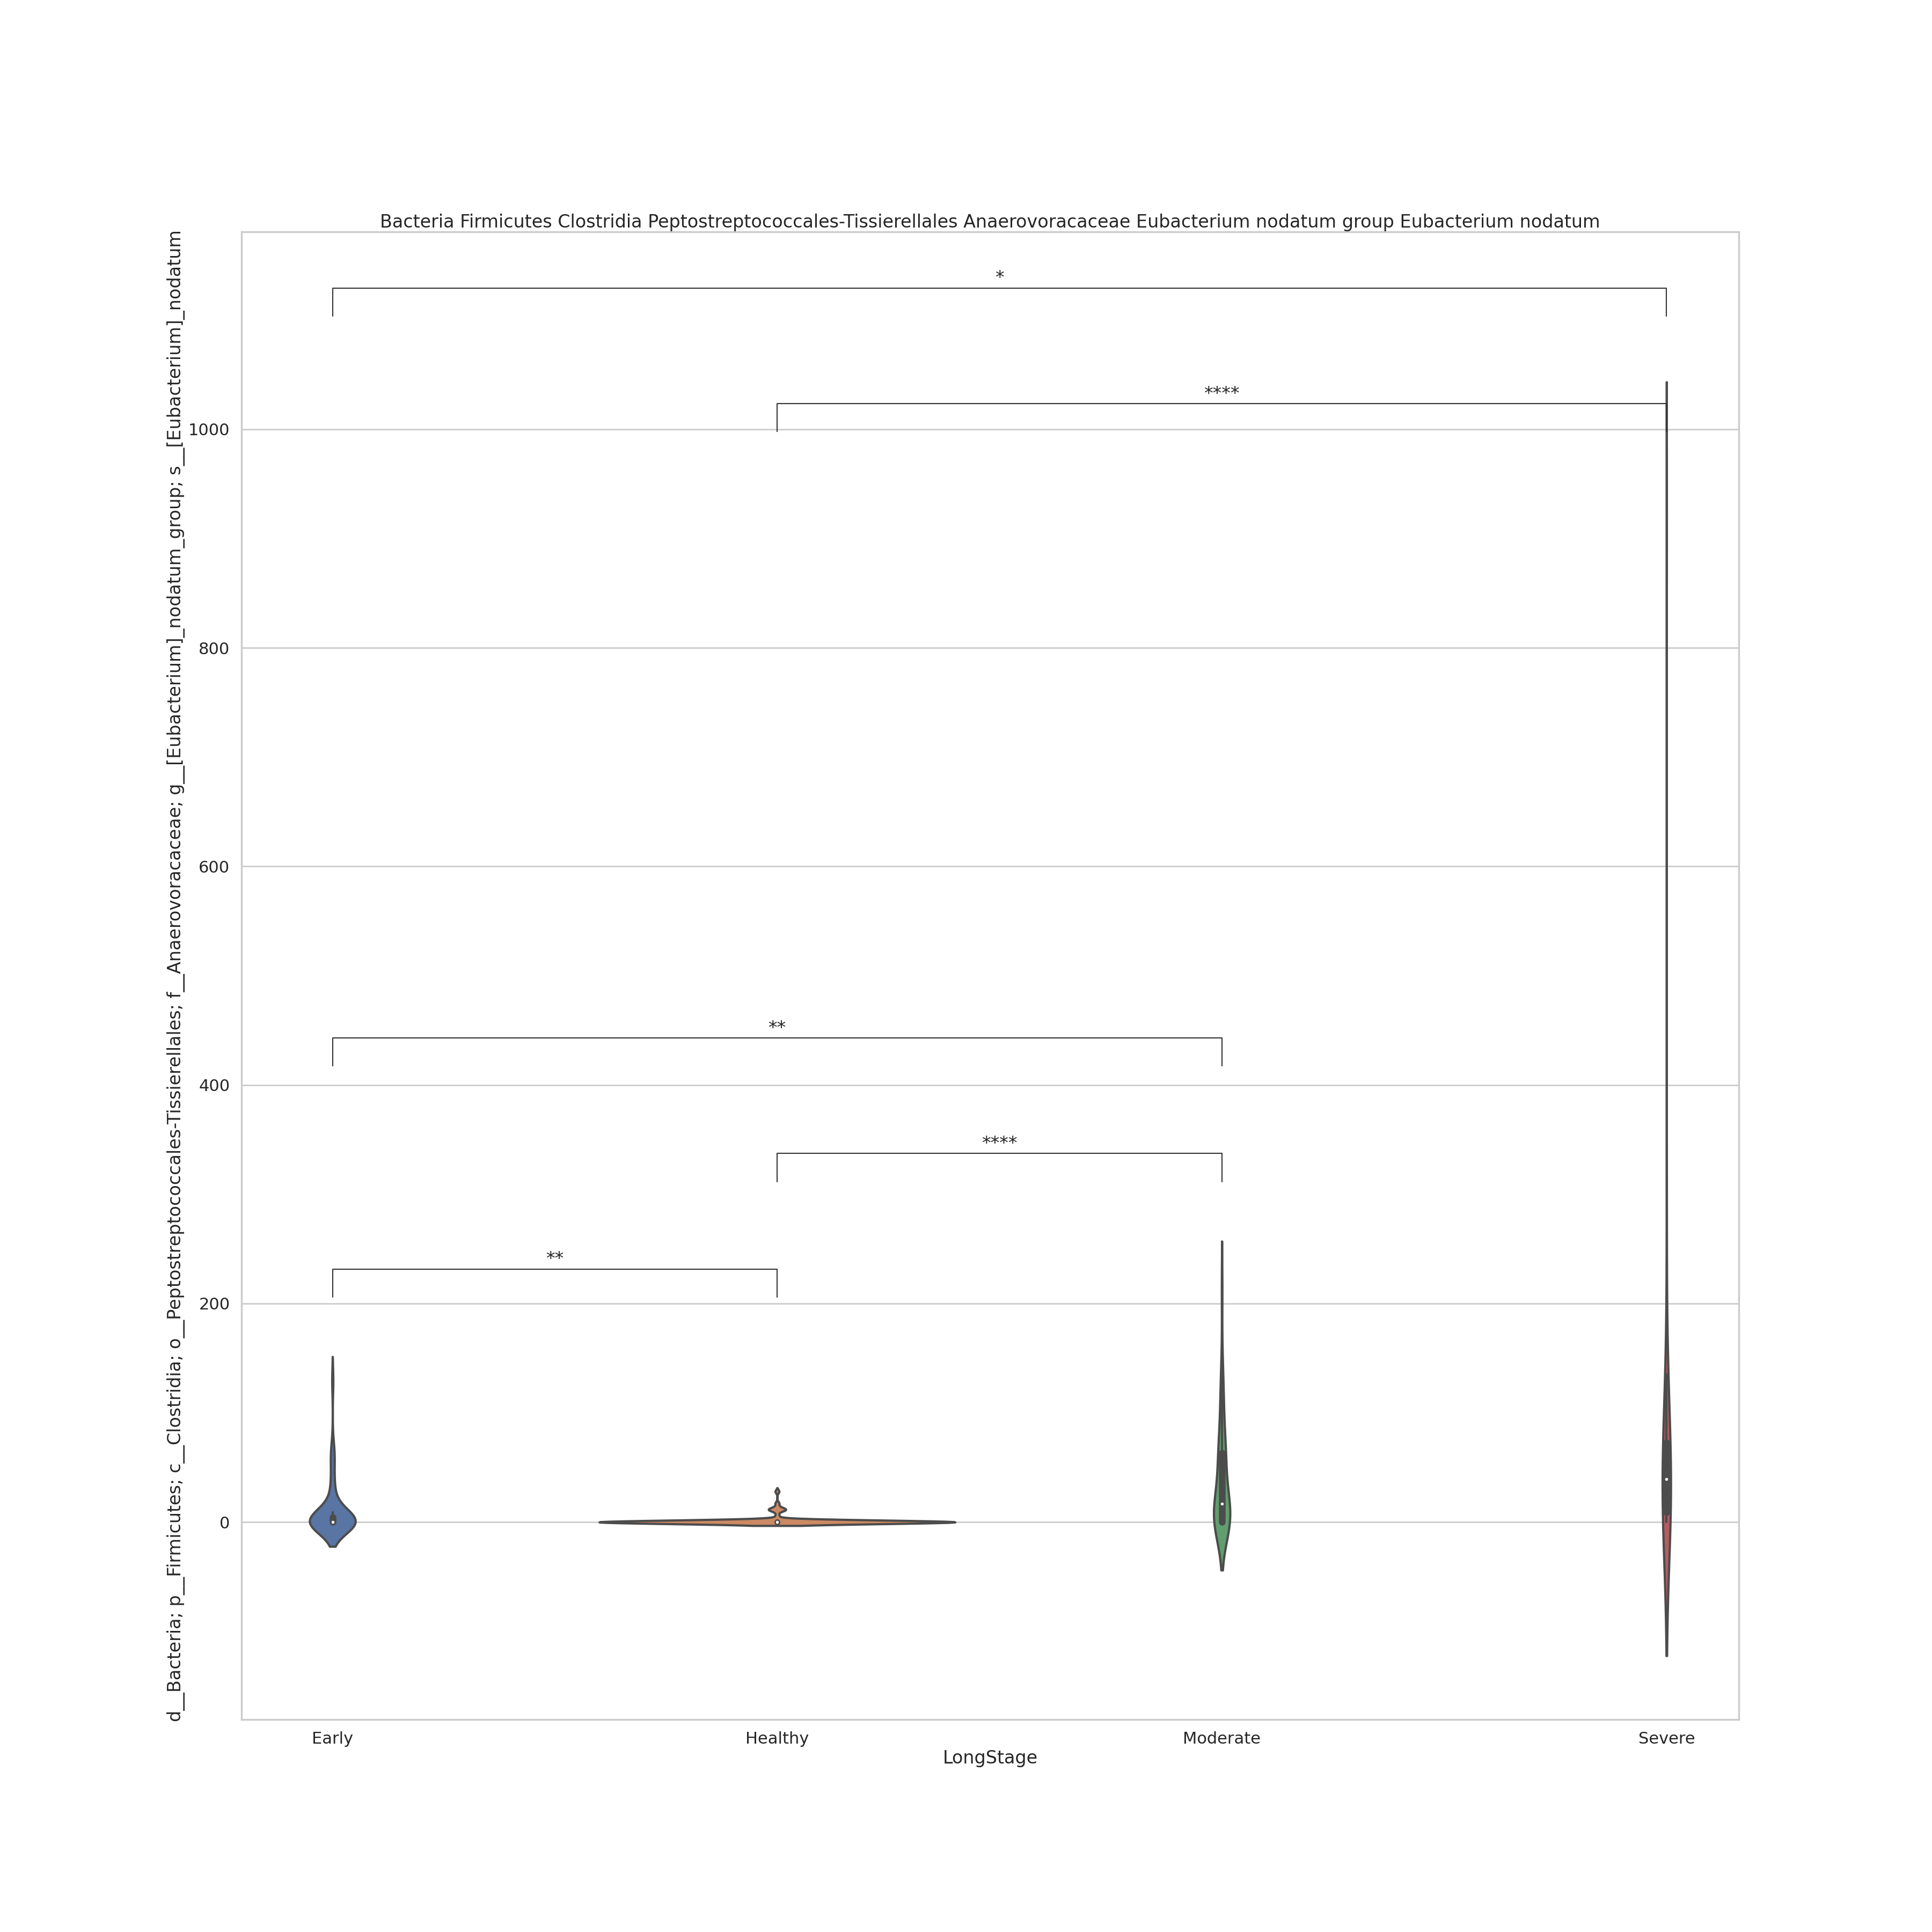 Bacteria Firmicutes Clostridia Peptostreptococcales-Tissierellales Anaerovoracaceae Eubacterium nodatum group Eubacterium nodatum
d__Bacteria; p__Firmicutes; c__Clostridia; o__Peptostreptococcales-Tissierellales; f__Anaerovoracaceae; g__[Eubacterium]_nodatum_group; s__[Eubacterium]_nodatum
*
****
1000
800
600
**
400
****
**
200
0
Early Healthy Moderate Severe
LongStage